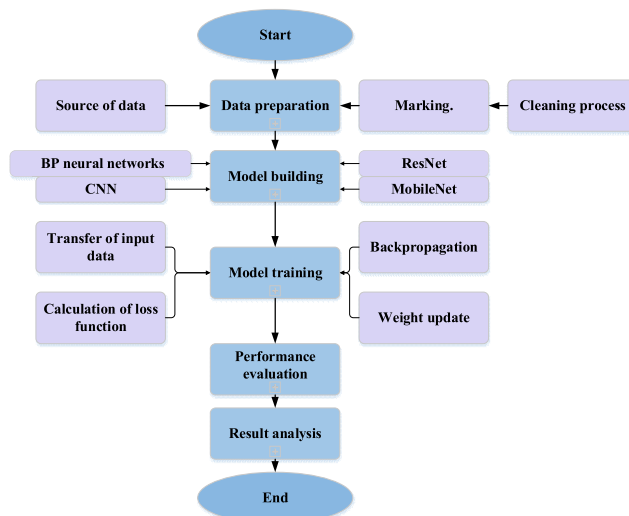 Start
Source of data
Data preparation
Marking.
Cleaning process
BP neural networks
Model building
ResNet
CNN
MobileNet
Transfer of input
data
Model training
Backpropagation
Calculation of loss
function
Weight update
Performance
evaluation
Result analysis
End